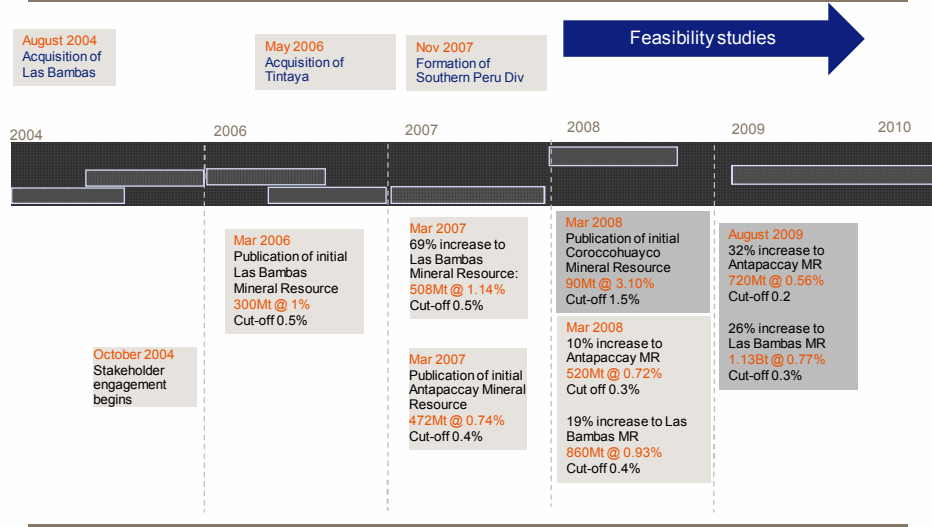 August 2004
Acquisition of
Las Bambas
May 2006
Acquisition of
Tintaya
Nov 2007
Formation of
Southern Peru Div
Feasibility studies
2004
2006
2007
2008
2009
2010
October 2004
Stakeholder
engagement
begins
Mar 2006
Publication of initial
Las Bambas
Mineral Resource
300Mt @ 1%
Cut-off 0.5%
Mar 2007
69% increase to
Las Bambas
Mineral Resource:
508Mt @ 1.14%
Cut-off 0.5%
Mar 2007
Publication of initial
Antapaccay Mineral
Resource
472Mt @ 0.74%
Cut-off 0.4%
Mar 2008
Publication of initial
Coroccohuayco
Mineral Resource
90Mt @ 3.10%
Cut-off 1.5%
Mar 2008
10% increase to
Antapaccay MR
520Mt @ 0.72%
Cut off 0.3%
19% increase to Las
Bambas MR
860Mt @ 0.93%
Cut-off 0.4%
August 2009
32% increase to
Antapaccay MR
720Mt @ 0.56%
Cut-off 0.2
26% increase to
Las Bambas MR
1.13Bt @ 0.77%
Cut-off 0.3%